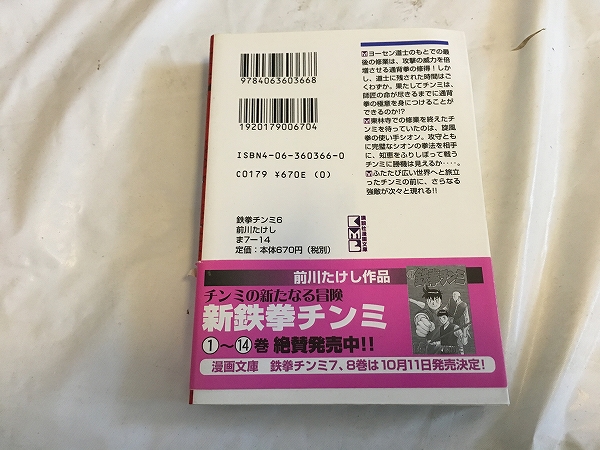 9784063603668
1920179006704
ISBN4-06-360366-0
C0179 ¥670E (0)
鉄拳チンミ6
前川たけし
ま7ー14
定価:本体670円(税別)
ヨーセン道士のもとでの最
後の修業は、攻撃の威力を倍
増させる通背拳の修得!しか
し、道士に残された時間はご
くわずか。果たしてチンミは、
師匠の命が尽きるまでに通背
拳の極意を身につけることが
できるのか!?
栗林寺での修業を終えたチ
ンミを待っていたのは、旋風
拳の使い手シオン。攻守とも
に完璧なシオンの拳法を相手
に、知恵をふりしぼって戦う
チンミに勝機は見えるか‥‥。
ふたたび広い世界へと旅立
ったチンミの前に、さらなる
強敵が次々と現れる!!
KMB
講談社漫画文庫
前川たけし作品
チンミの新たなる冒険
新鉄拳チンミ
①〜⑭巻 絶賛発売中!!
漫画文庫 鉄拳チンミ7、8巻は10月11日発売決定!